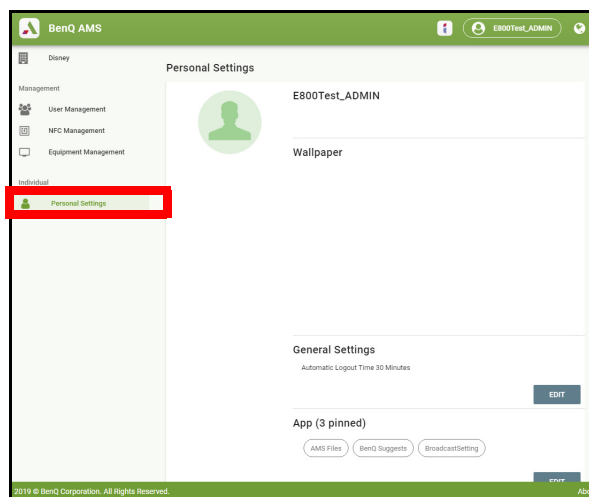 BenQ AMS
E800Test_ADMIN
Disney
Management
User Management
NFC Management
Equipment Management
Individual
Personal Settings
Personal Settings
E800Test_ADMIN
Wallpaper
General Settings
Automatic Logout Time 30 Minutes
EDIT
App (3 pinned)
AMS Files BenQ Suggests BroadcastSetting
EDIT
2019 © BenQ Corporation. All Rights Reserved. Abo